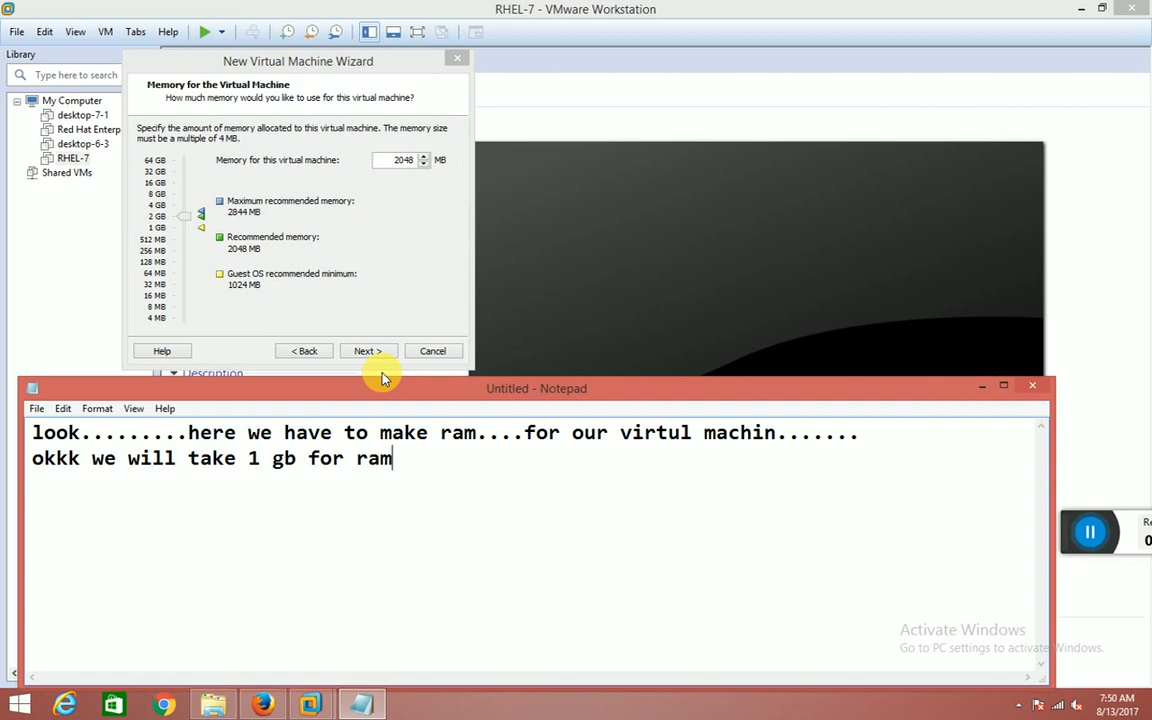 RHEL-7 - VMware Workstation
File Edit View VM Tabs Help
Library
Type here to search
My Computer
desktop-7-1
Red Hat Enterp
desktop-6-3
RHEL-7
Shared VMs
New Virtual Machine Wizard
Memory for the Virtual Machine
How much memory would you like to use for this virtual machine?
Specify the amount of memory allocated to this virtual machine. The memory size
must be a multiple of 4 MB.
Memory for this virtual machine: 2048 MB
64 GB
32 GB
16 GB
8 GB
4 GB
2 GB
1 GB
512 MB
256 MB
128 MB
64 MB
32 MB
16 MB
8 MB
4 MB
Maximum recommended memory:
2844 MB
Recommended memory:
2048 MB
Guest OS recommended minimum:
1024 MB
Help < Back Next > Cancel
Description
Untitled - Notepad
File Edit Format View Help
look.........here we have to make ram....for our virtul machin.......
okkk we will take 1 gb for ram
Re
0
Activate Windows
Go to PC settings to activate Windows.
7:50 AM
8/13/2017